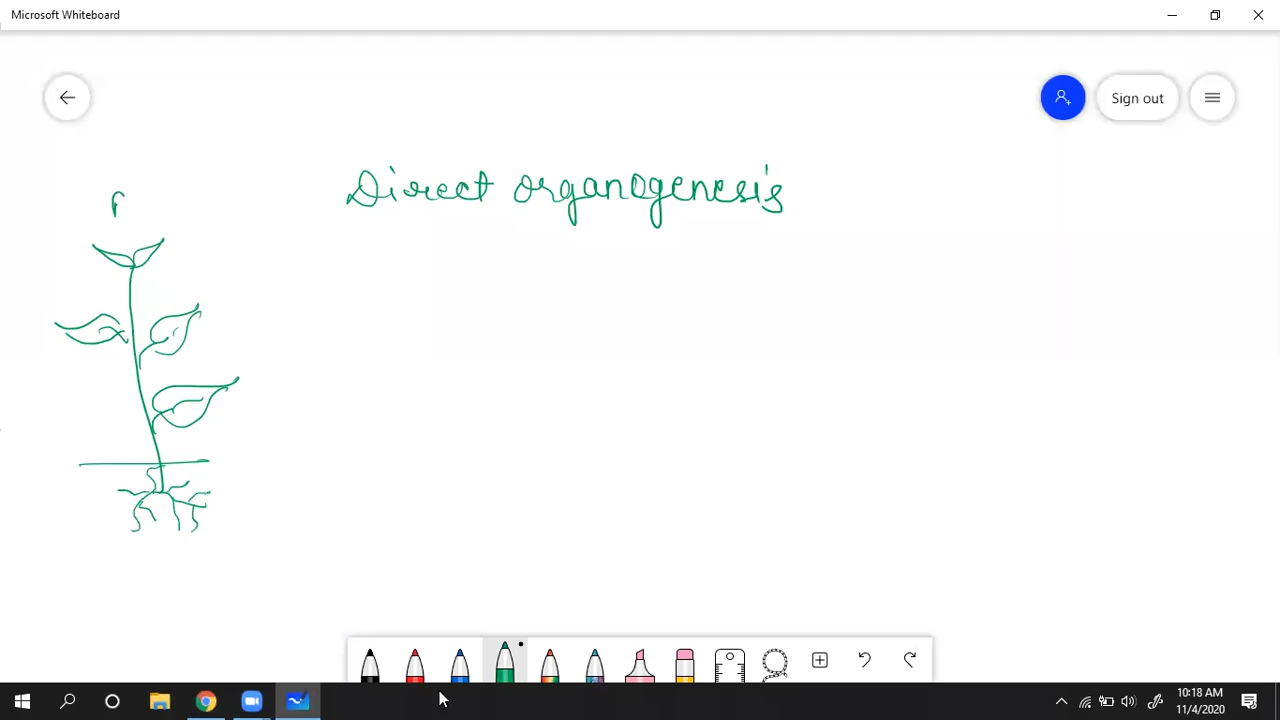 Microsoft Whiteboard
Sign out
Direct organogenesis
10:18 AM
11/4/2020